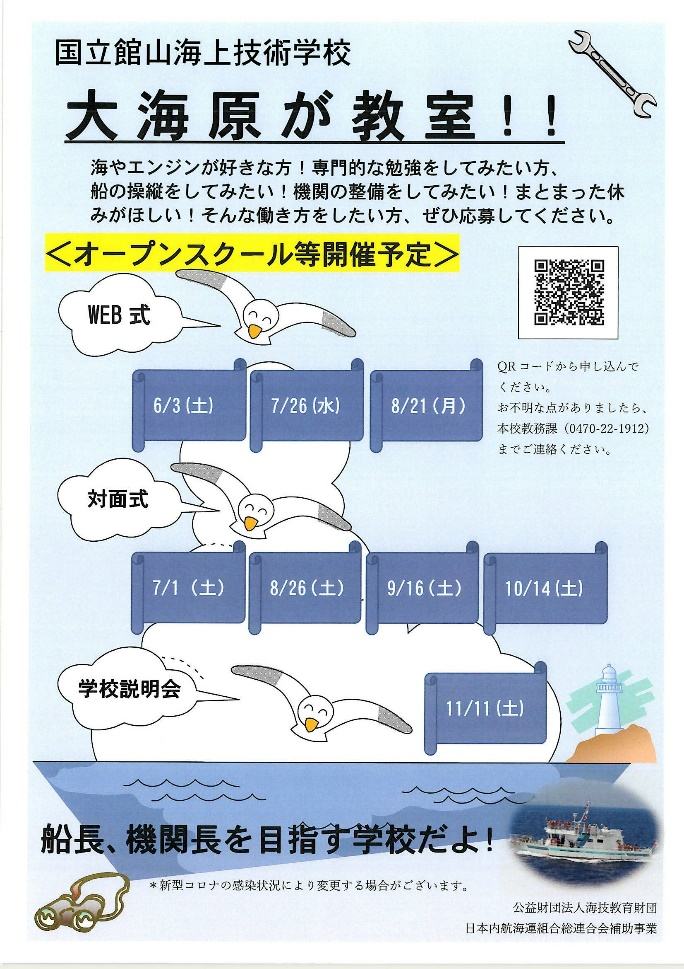 国立館山海上技術学校
大海原が教室！！
海やエンジンが好きな方！専門的な勉強をしてみたい方、
船の操縦をしてみたい！機関の整備をしてみたい！まとまった休
みがほしい！そんな働き方をしたい方、ぜひ応募してください。
＜オープンスクール等開催予定＞
WEB 式
6/3(土)
7/26(水)
8/21(月)
QRコードから申し込んで
ください。
お不明な点がありましたら、
本校教務課（0470-22-1912）
までご連絡ください。
対面式
7/1（土）
8/26(土)
9/16(土)
10/14(土)
学校説明会
11/11(土)
船長、機関長を目指す学校だよ！
＊新型コロナの感染状況により変更する場合がございます。
公益財団法人海技教育財団
日本内航海運組合総連合会補助事業